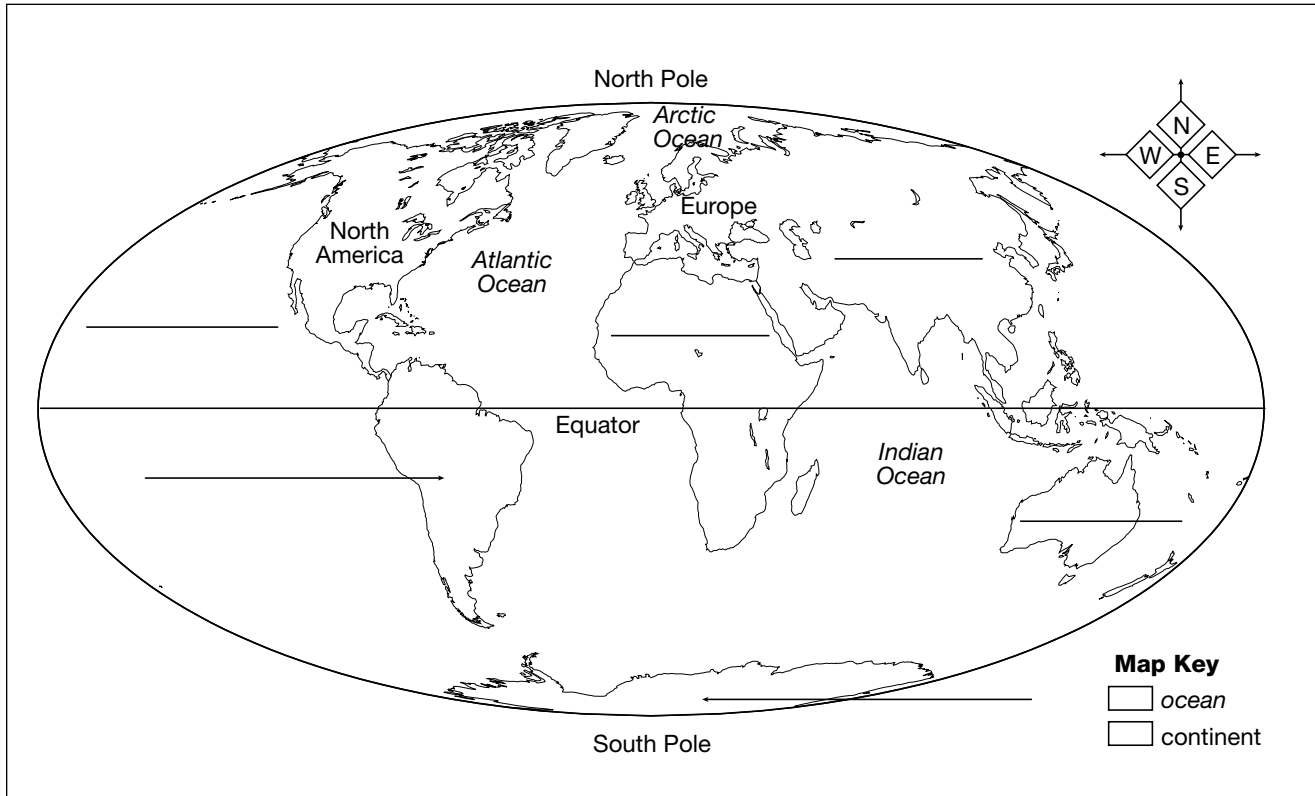 North Pole
Arctic
Ocean
N
W
E
S
Europe
North
America
Atlantic
Ocean
Equator
Indian
Ocean
Map Key
ocean
continent
South Pole